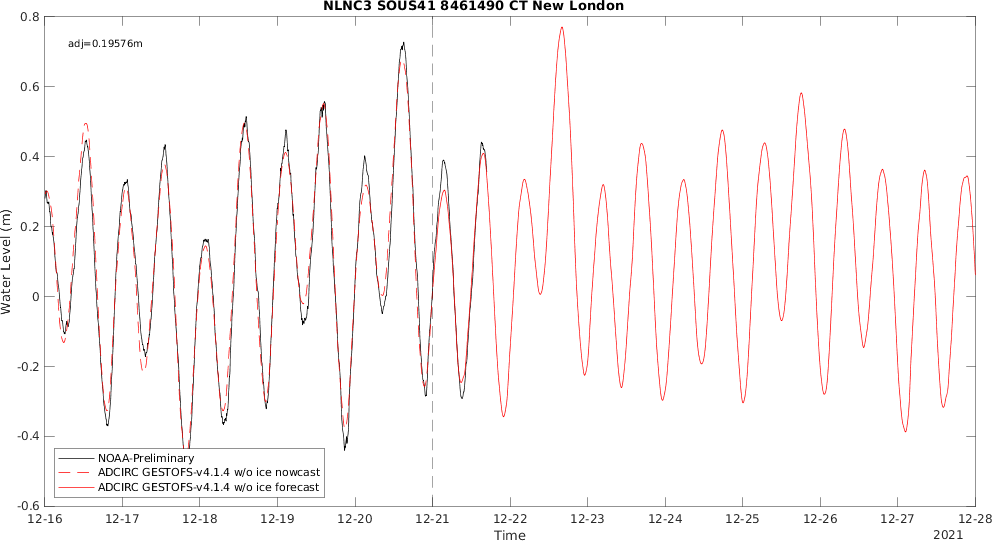 NLNC3 SOUS41 8461490 CT New London
adj=0.19576m
0.8
0.6
0.4
0.2
0
-0.2
-0.4
-0.6
Water Level (m)
NOAA-Preliminary
ADCIRC GESTOFS-v4.1.4 w/o ice nowcast
ADCIRC GESTOFS-v4.1.4 w/o ice forecast
12-16 12-17 12-18 12-19 12-20 12-21 12-22 12-23 12-24 12-25 12-26 12-27 12-28
Time
2021